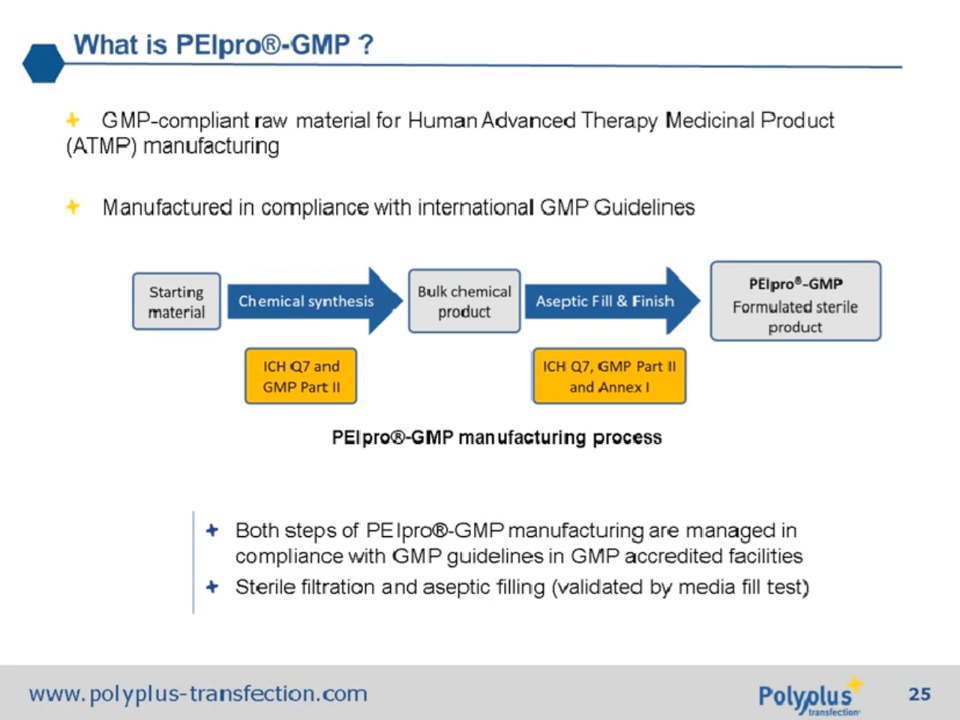 What is PEIpro®-GMP ?
+ GMP-compliant raw material for Human Advanced Therapy Medicinal Product
(ATMP) manufacturing
+ Manufactured in compliance with international GMP Guidelines
Starting
material
Chemical synthesis
Bulk chemical
product
Aseptic Fill & Finish
PEIpro®-GMP
Formulated sterile
product
ICH Q7 and
GMP Part II
ICH Q7, GMP Part II
and Annex I
PEIpro®-GMP manufacturing process
+ Both steps of PEIpro®-GMP manufacturing are managed in
compliance with GMP guidelines in GMP accredited facilities
+ Sterile filtration and aseptic filling (validated by media fill test)
www.polyplus-transfection.com
Polyplus+
transfection
25